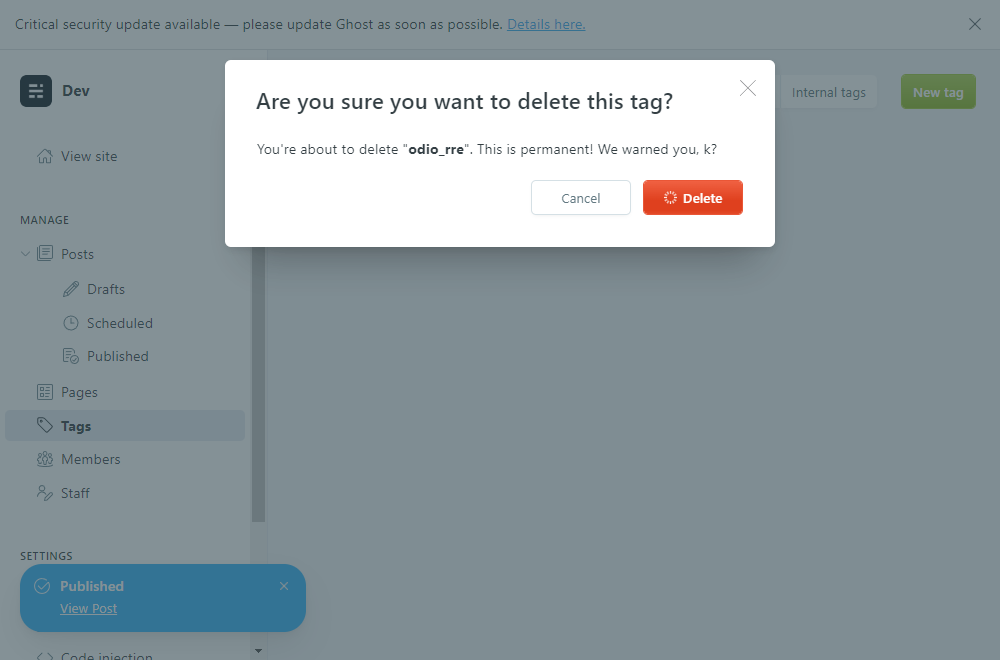 Critical security update available — please update Ghost as soon as possible. Details here.
Dev
Are you sure you want to delete this tag?
Internal tags
New tag
You're about to delete "odio_rre". This is permanent! We warned you, k?
Cancel
Delete
View site
MANAGE
Posts
Drafts
Scheduled
Published
Pages
Tags
Members
Staff
SETTINGS
Published
View Post
Code injection